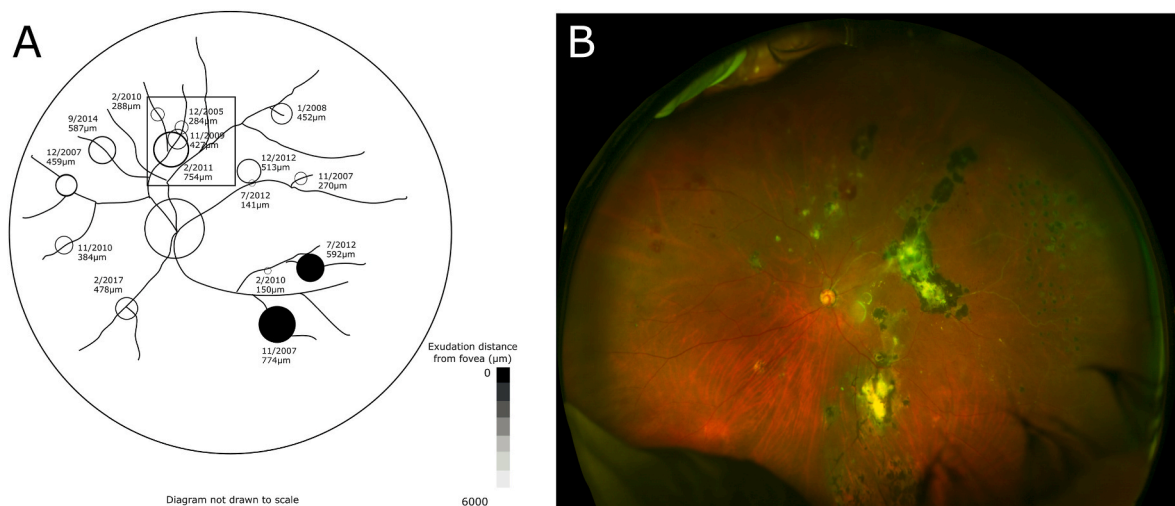 A
B
2/2010
288µm
12/2005
284µm
1/2008
452µm
9/2014
587µm
11/2009
427µm
12/2007
459µm
2/2011
754µm
12/2012
513µm
11/2007
270µm
7/2012
141µm
11/2010
384µm
7/2012
592µm
2/2010
150µm
2/2017
478µm
11/2007
774µm
Exudation distance
from fovea (µm)
0
6000
Diagram not drawn to scale